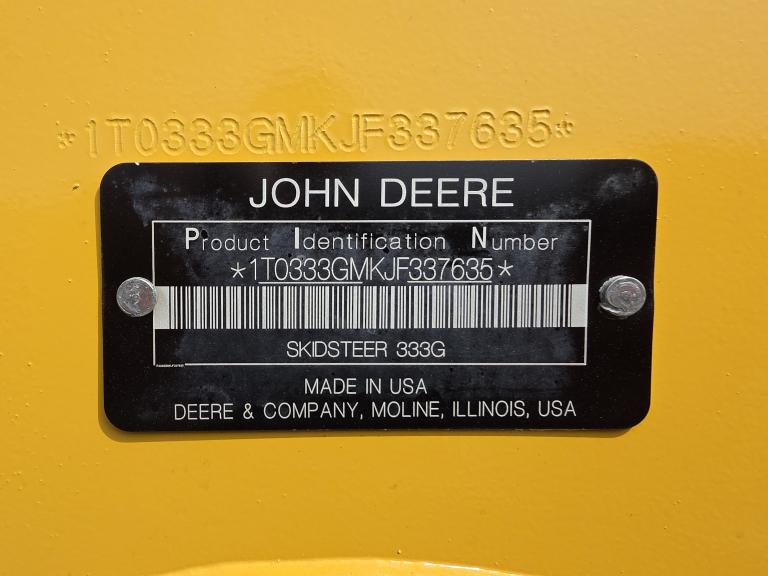 *1T0333GMKJF337635*
JOHN DEERE
Product Identification Number
*1T0333GMKJF337635*
SKIDSTEER 333G
MADE IN USA
DEERE & COMPANY, MOLINE, ILLINOIS, USA